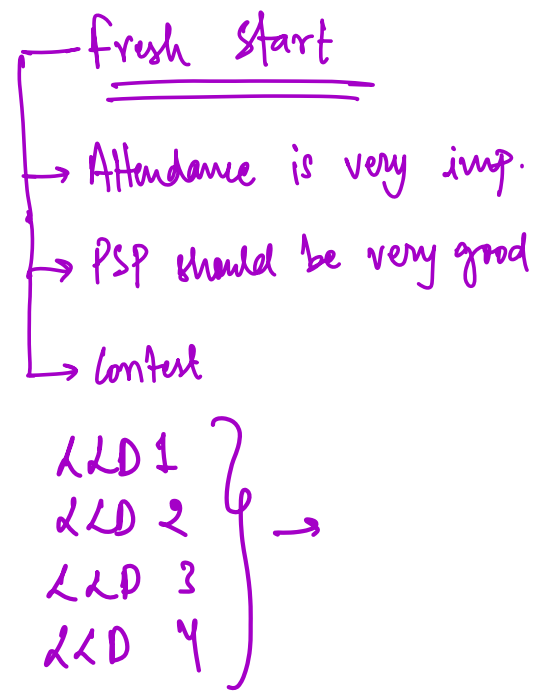 fresh start
Attendance is very imp.
PSP should be very good
Contest
LLD 1
LLD 2
LLD 3
LLD 4